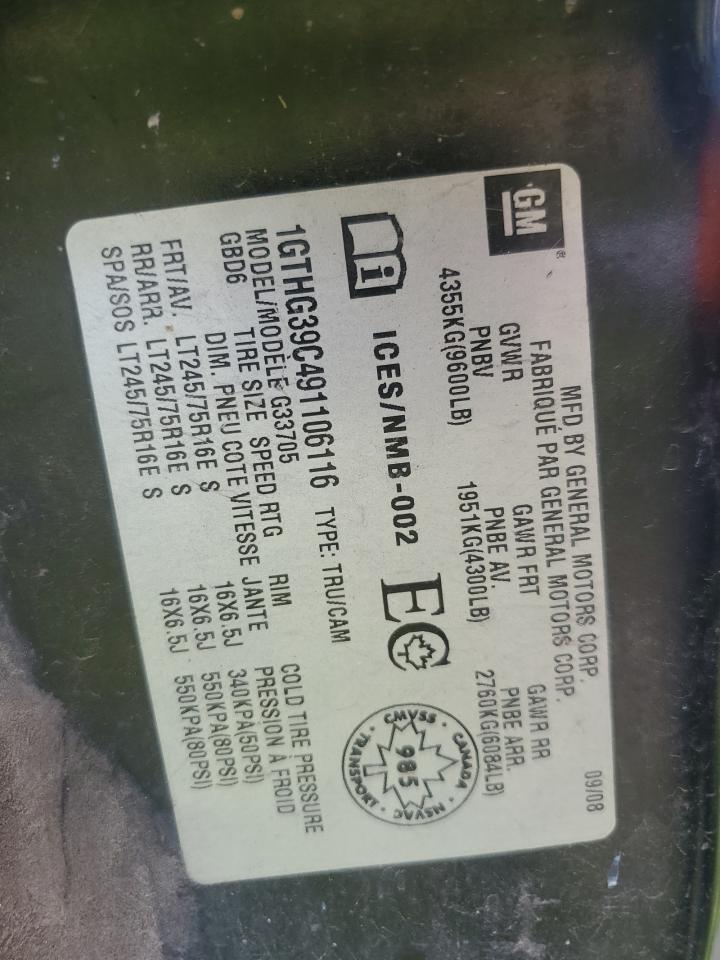 GM®
MFD BY GENERAL MOTORS CORP. 09/08
FABRIQUÉ PAR GENERAL MOTORS CORP.
GVWR GAWR FRT GAWR RR
PNBV PNBE AV. PNBE ARR.
4355KG(9600LB) 1951KG(4300LB) 2760KG(6084LB)
i ICES/NMB-002 EC CMVSS · CANADA · NSVAC · TRANSPORT · 985
1GTHG39C491106116 TYPE: TRU/CAM
MODEL/MODÈLE G33705
GBD6 TIRE SIZE SPEED RTG RIM COLD TIRE PRESSURE
DIM. PNEU COTE VITESSE JANTE PRESSION À FROID
FRT/AV. LT245/75R16E S 16X6.5J 340KPA(50PSI)
RR/ARR. LT245/75R16E S 16X6.5J 550KPA(80PSI)
SPA/SOS LT245/75R16E S 16X6.5J 550KPA(80PSI)